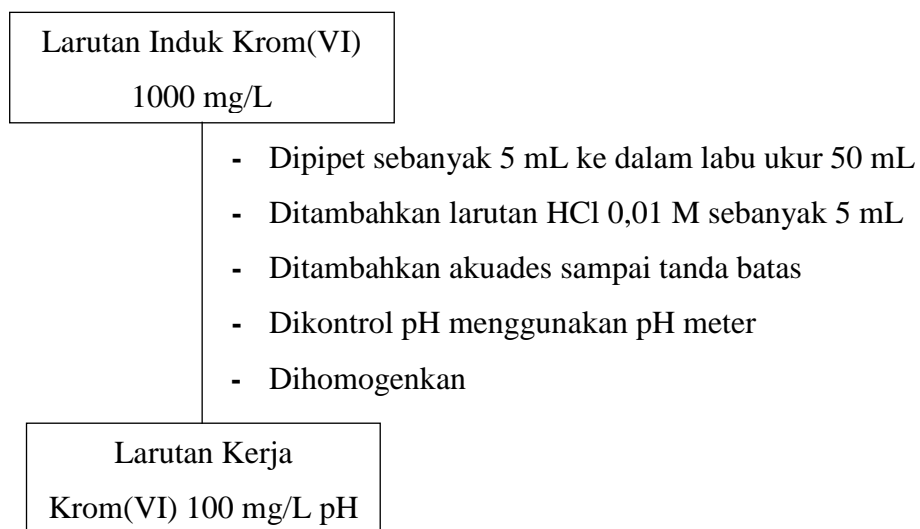 Larutan Induk Krom(VI)
1000 mg/L
- Dipipet sebanyak 5 mL ke dalam labu ukur 50 mL
- Ditambahkan larutan HCl 0,01 M sebanyak 5 mL
- Ditambahkan akuades sampai tanda batas
- Dikontrol pH menggunakan pH meter
- Dihomogenkan
Larutan Kerja
Krom(VI) 100 mg/L pH